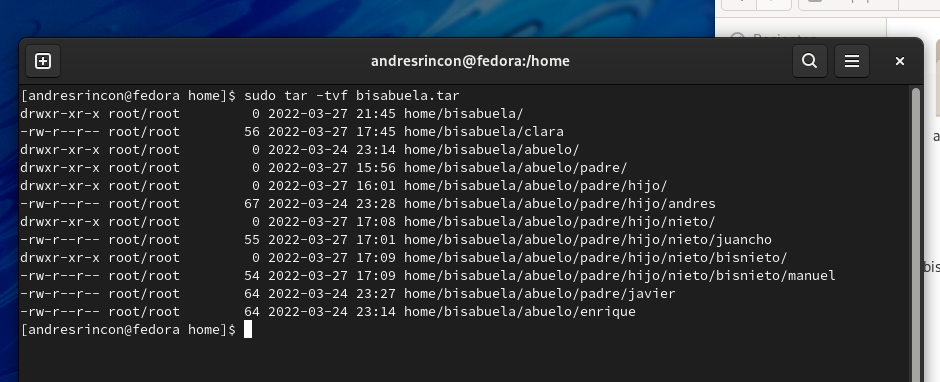 andresrincon@fedora:/home
[andresrincon@fedora home]$ sudo tar -tvf bisabuela.tar
drwxr-xr-x root/root         0 2022-03-27 21:45 home/bisabuela/
-rw-r--r-- root/root        56 2022-03-27 17:45 home/bisabuela/clara
drwxr-xr-x root/root         0 2022-03-24 23:14 home/bisabuela/abuelo/
drwxr-xr-x root/root         0 2022-03-27 15:56 home/bisabuela/abuelo/padre/
drwxr-xr-x root/root         0 2022-03-27 16:01 home/bisabuela/abuelo/padre/hijo/
-rw-r--r-- root/root        67 2022-03-24 23:28 home/bisabuela/abuelo/padre/hijo/andres
drwxr-xr-x root/root         0 2022-03-27 17:08 home/bisabuela/abuelo/padre/hijo/nieto/
-rw-r--r-- root/root        55 2022-03-27 17:01 home/bisabuela/abuelo/padre/hijo/nieto/juancho
drwxr-xr-x root/root         0 2022-03-27 17:09 home/bisabuela/abuelo/padre/hijo/nieto/bisnieto/
-rw-r--r-- root/root        54 2022-03-27 17:09 home/bisabuela/abuelo/padre/hijo/nieto/bisnieto/manuel
-rw-r--r-- root/root        64 2022-03-24 23:27 home/bisabuela/abuelo/padre/javier
-rw-r--r-- root/root        64 2022-03-24 23:14 home/bisabuela/abuelo/enrique
[andresrincon@fedora home]$
bis